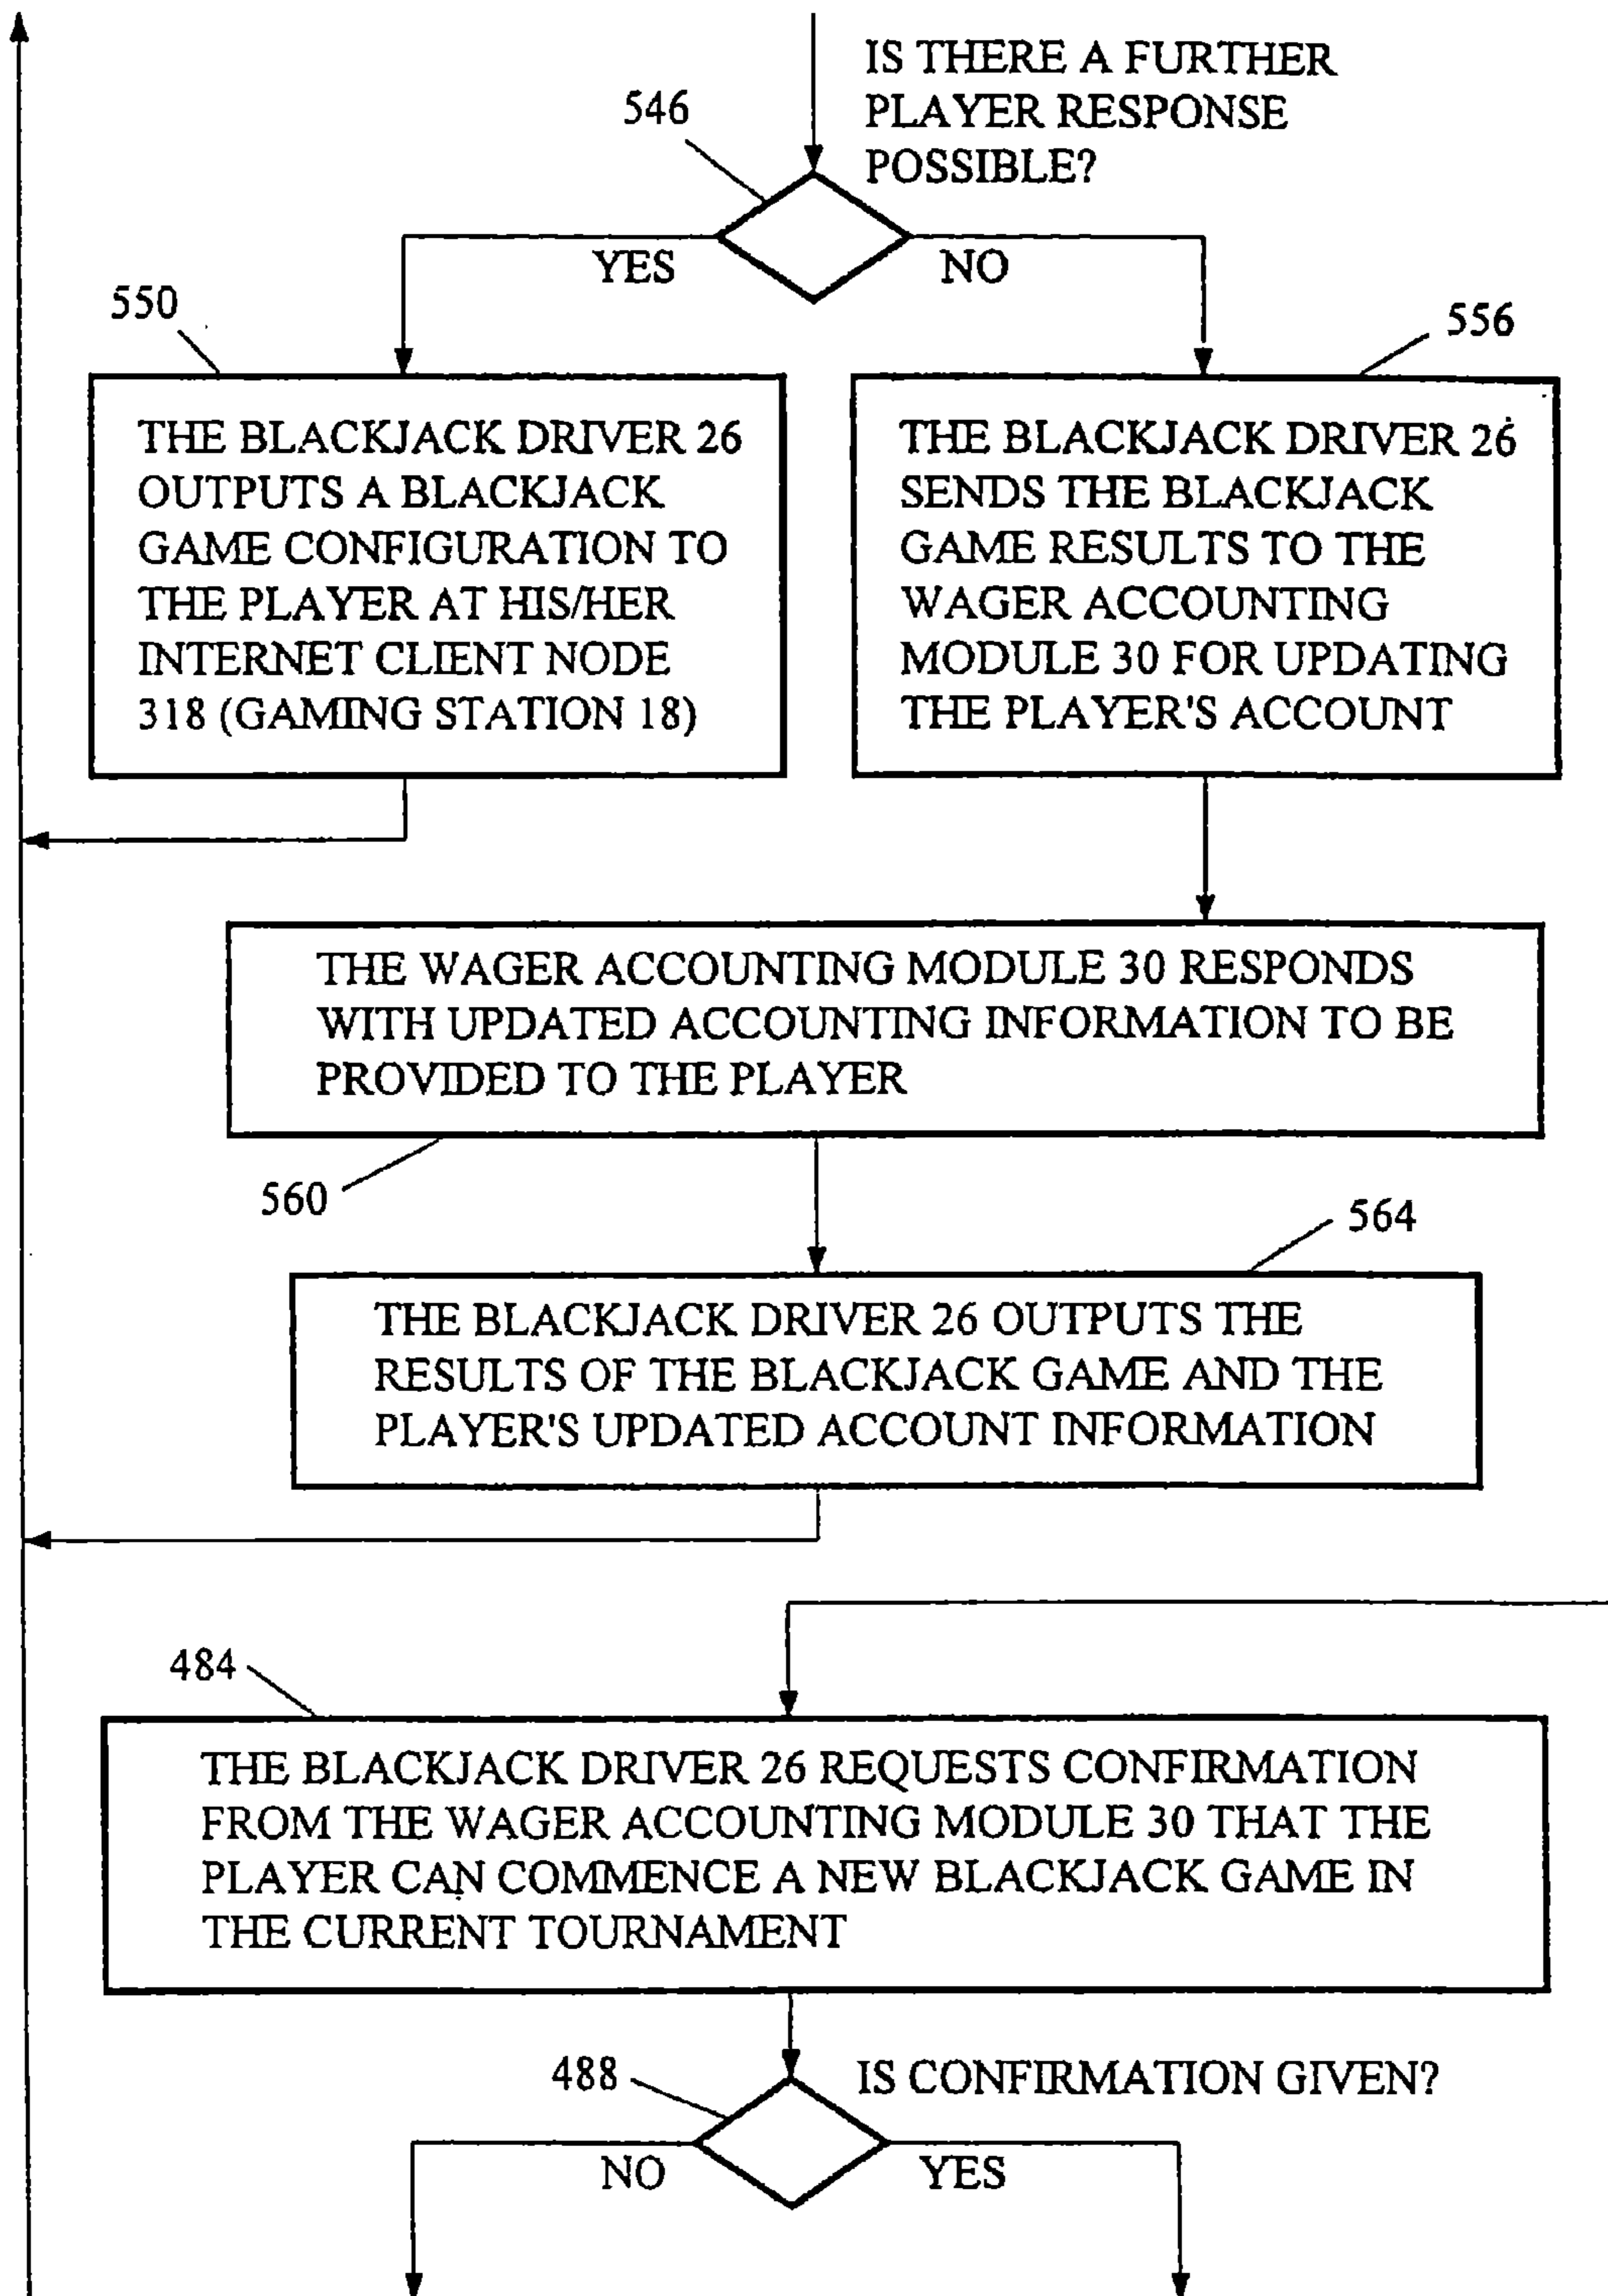 IS THERE A FURTHER
PLAYER RESPONSE
POSSIBLE?
546
YES
NO
550
556
THE BLACKJACK DRIVER 26
OUTPUTS A BLACKJACK
GAME CONFIGURATION TO
THE PLAYER AT HIS/HER
INTERNET CLIENT NODE
318 (GAMING STATION 18)
THE BLACKJACK DRIVER 26
SENDS THE BLACKJACK
GAME RESULTS TO THE
WAGER ACCOUNTING
MODULE 30 FOR UPDATING
THE PLAYER'S ACCOUNT
THE WAGER ACCOUNTING MODULE 30 RESPONDS
WITH UPDATED ACCOUNTING INFORMATION TO BE
PROVIDED TO THE PLAYER
560
564
THE BLACKJACK DRIVER 26 OUTPUTS THE
RESULTS OF THE BLACKJACK GAME AND THE
PLAYER'S UPDATED ACCOUNT INFORMATION
484
THE BLACKJACK DRIVER 26 REQUESTS CONFIRMATION
FROM THE WAGER ACCOUNTING MODULE 30 THAT THE
PLAYER CAN COMMENCE A NEW BLACKJACK GAME IN
THE CURRENT TOURNAMENT
488
IS CONFIRMATION GIVEN?
NO
YES